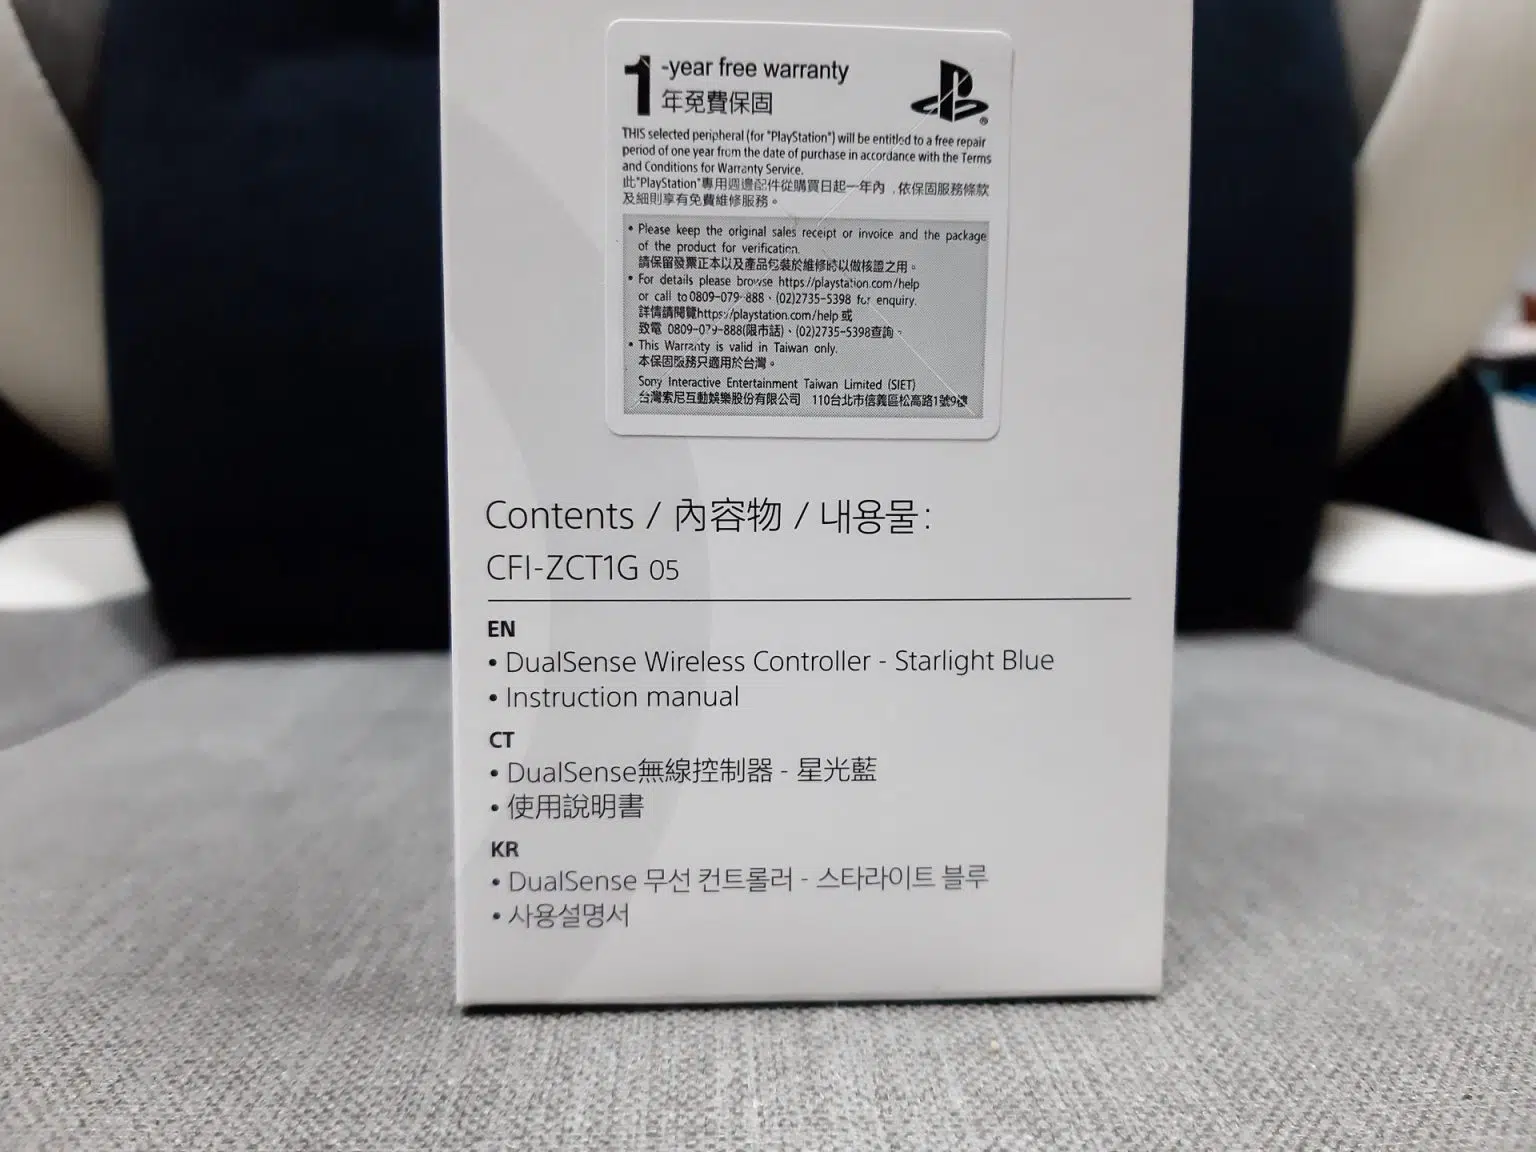 1 -year free warranty
年免費保固
THIS selected peripheral (for "PlayStation") will be entitled to a free repair
period of one year from the date of purchase in accordance with the Terms
and Conditions for Warranty Service.
此"PlayStation"專用週邊配件從購買日起一年內，依保固服務條款
及細則享有免費維修服務。
• Please keep the original sales receipt or invoice and the package
of the product for verification.
請保留發票正本以及產品包裝於維修時以做核證之用。
• For details please browse https://playstation.com/help
or call to 0809-079-888、(02)2735-5398 for enquiry.
詳情請閱覽https://playstation.com/help 或
致電 0809-079-888(限市話)、(02)2735-5398查詢。
• This Warranty is valid in Taiwan only.
本保固服務只適用於台灣。
Sony Interactive Entertainment Taiwan Limited (SIET)
台灣索尼互動娛樂股份有限公司 110台北市信義區松高路1號9樓
Contents / 內容物 / 내용물:
CFI-ZCT1G 05
EN
• DualSense Wireless Controller - Starlight Blue
• Instruction manual
CT
• DualSense無線控制器 - 星光藍
• 使用說明書
KR
• DualSense 무선 컨트롤러 - 스타라이트 블루
• 사용설명서